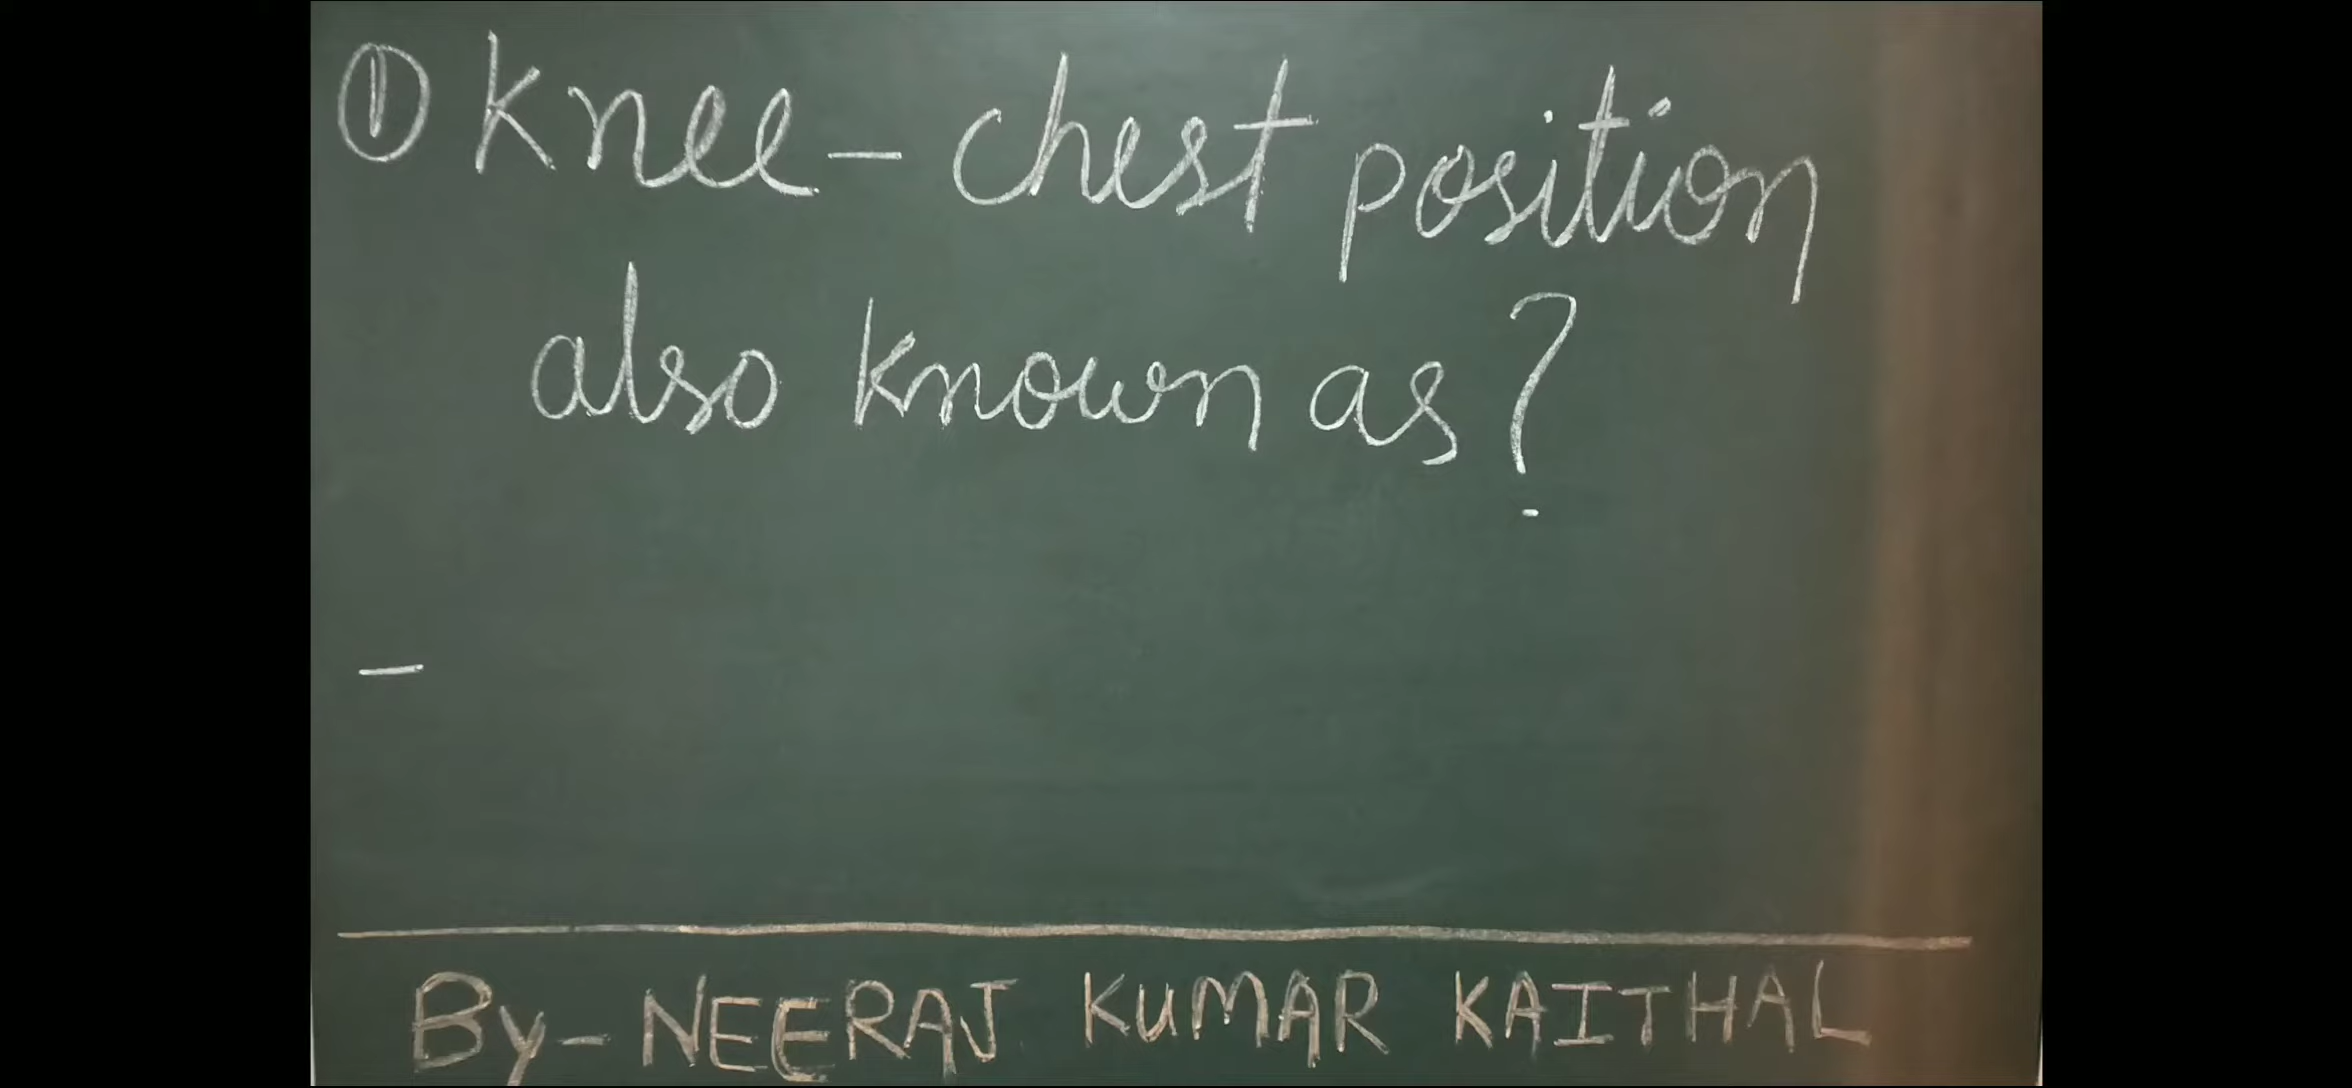 ① Knee - chest position
also known as ?
-
By - NEERAJ KUMAR KAITHAL